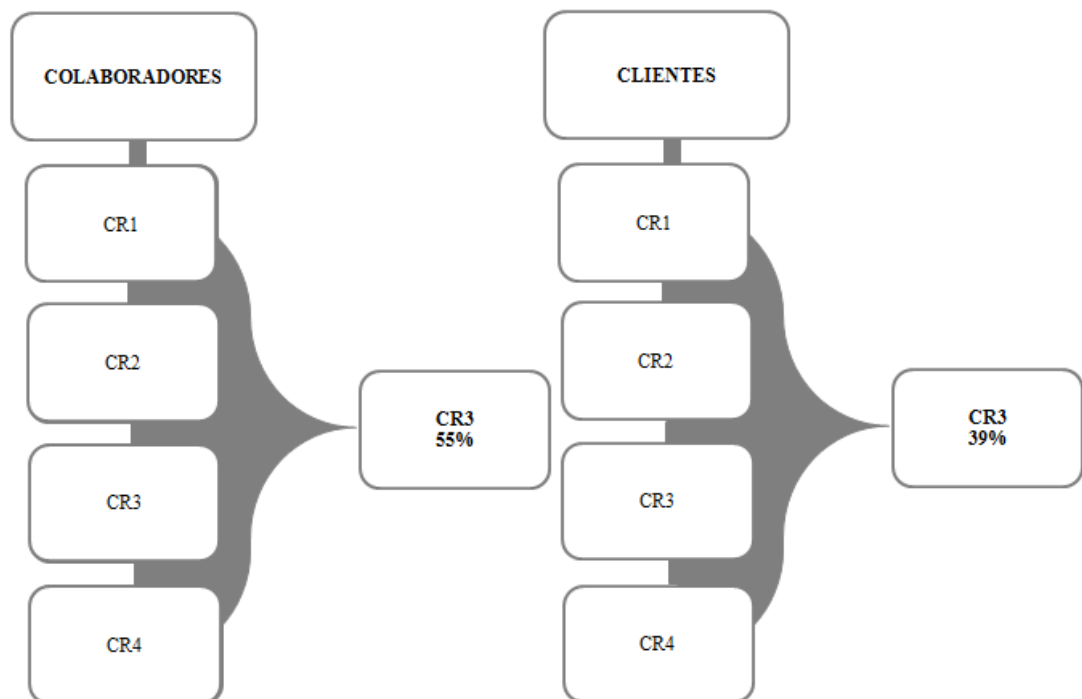 COLABORADORES
CR1
CR2
CR3
CR4
CR3
55%
CLIENTES
CR1
CR2
CR3
CR4
CR3
39%